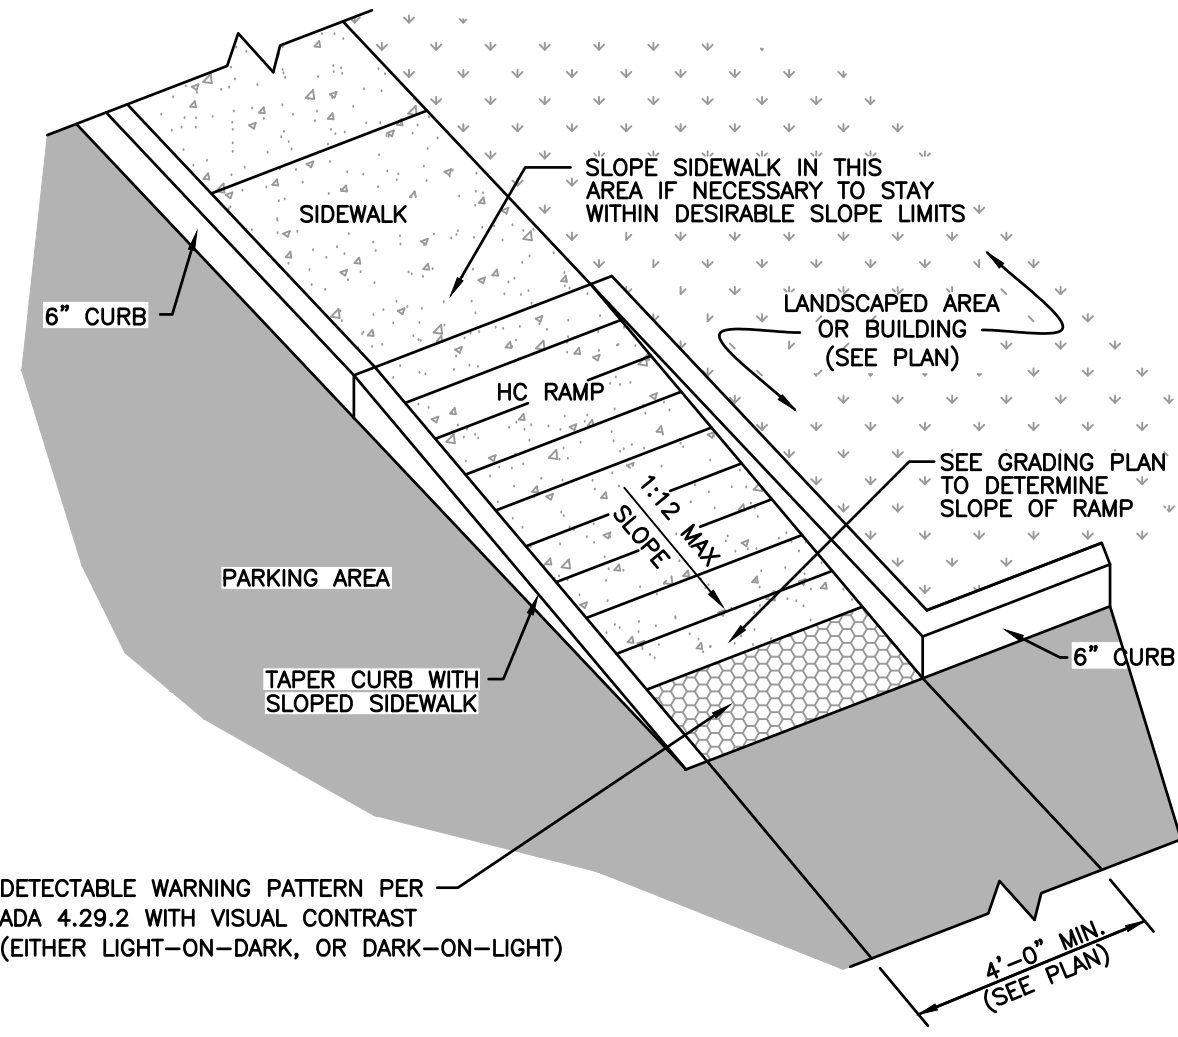 SLOPE SIDEWALK IN THIS
AREA IF NECESSARY TO STAY
WITHIN DESIRABLE SLOPE LIMITS
SIDEWALK
6" CURB
LANDSCAPED AREA
OR BUILDING
(SEE PLAN)
HC RAMP
SEE GRADING PLAN
TO DETERMINE
SLOPE OF RAMP
1:12 MAX
SLOPE
PARKING AREA
6" CURB
TAPER CURB WITH
SLOPED SIDEWALK
DETECTABLE WARNING PATTERN PER
ADA 4.29.2 WITH VISUAL CONTRAST
(EITHER LIGHT-ON-DARK, OR DARK-ON-LIGHT)
4'-0" MIN.
(SEE PLAN)